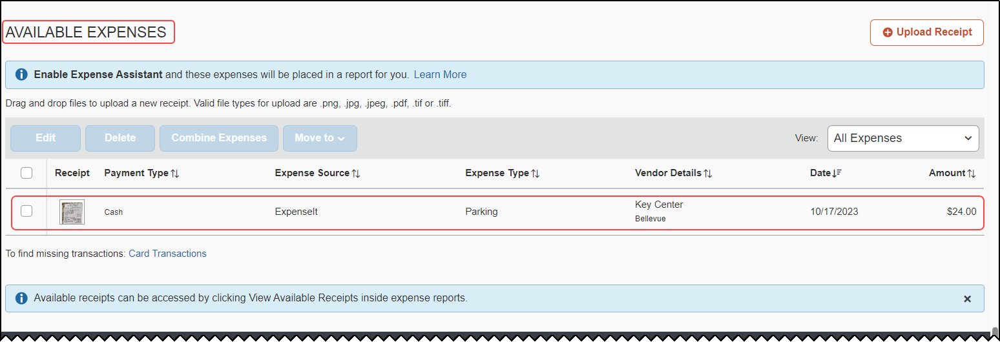 AVAILABLE EXPENSES
Upload Receipt
Enable Expense Assistant and these expenses will be placed in a report for you. Learn More
Drag and drop files to upload a new receipt. Valid file types for upload are .png, .jpg, .jpeg, .pdf, .tif or .tiff.
Edit Delete Combine Expenses Move to View: All Expenses
Receipt Payment Type Expense Source Expense Type Vendor Details Date Amount
Cash ExpenseIt Parking Key Center 10/17/2023 $24.00
Bellevue
To find missing transactions: Card Transactions
Available receipts can be accessed by clicking View Available Receipts inside expense reports.